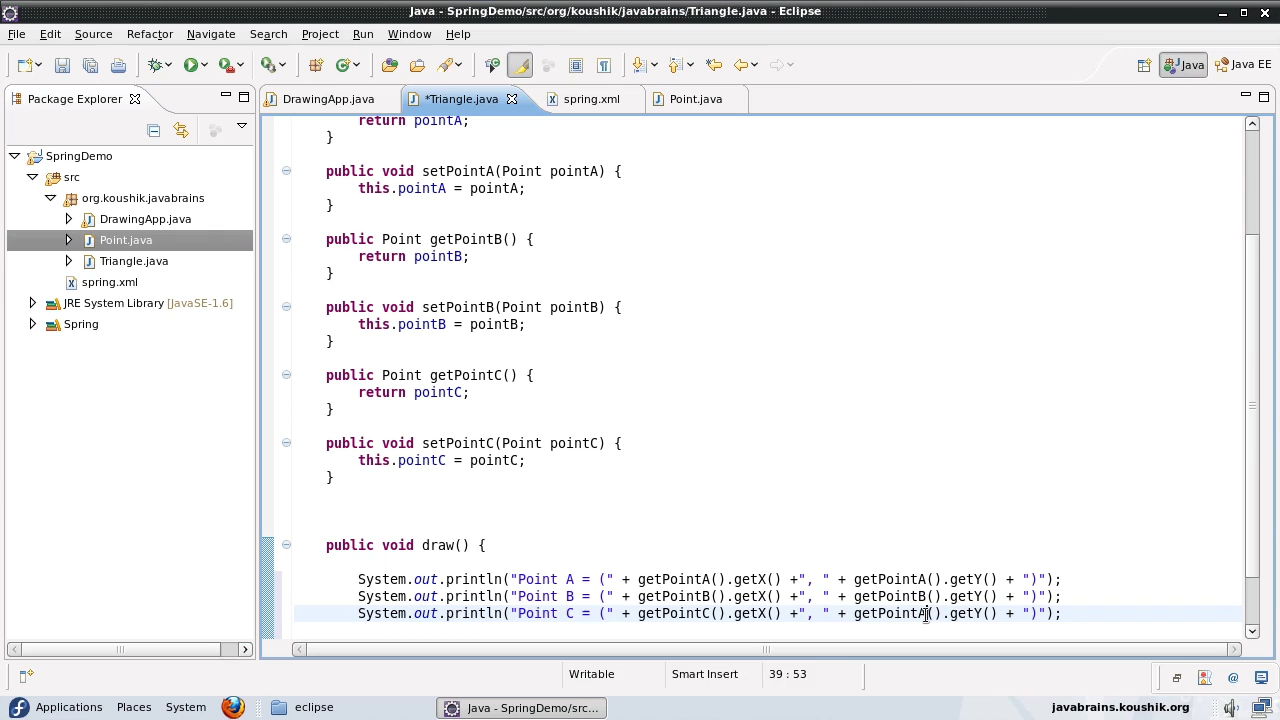 Java - SpringDemo/src/org/koushik/javabrains/Triangle.java - Eclipse
File Edit Source Refactor Navigate Search Project Run Window Help
Java Java EE
Package Explorer
DrawingApp.java *Triangle.java spring.xml Point.java
SpringDemo
src
org.koushik.javabrains
DrawingApp.java
Point.java
Triangle.java
spring.xml
JRE System Library [JavaSE-1.6]
Spring
return pointA;
}
public void setPointA(Point pointA) {
this.pointA = pointA;
}
public Point getPointB() {
return pointB;
}
public void setPointB(Point pointB) {
this.pointB = pointB;
}
public Point getPointC() {
return pointC;
}
public void setPointC(Point pointC) {
this.pointC = pointC;
}
public void draw() {
System.out.println("Point A = (" + getPointA().getX() +", " + getPointA().getY() + ")");
System.out.println("Point B = (" + getPointB().getX() +", " + getPointB().getY() + ")");
System.out.println("Point C = (" + getPointC().getX() +", " + getPointA().getY() + ")");
Writable Smart Insert 39 : 53
Applications Places System eclipse Java - SpringDemo/src... javabrains.koushik.org